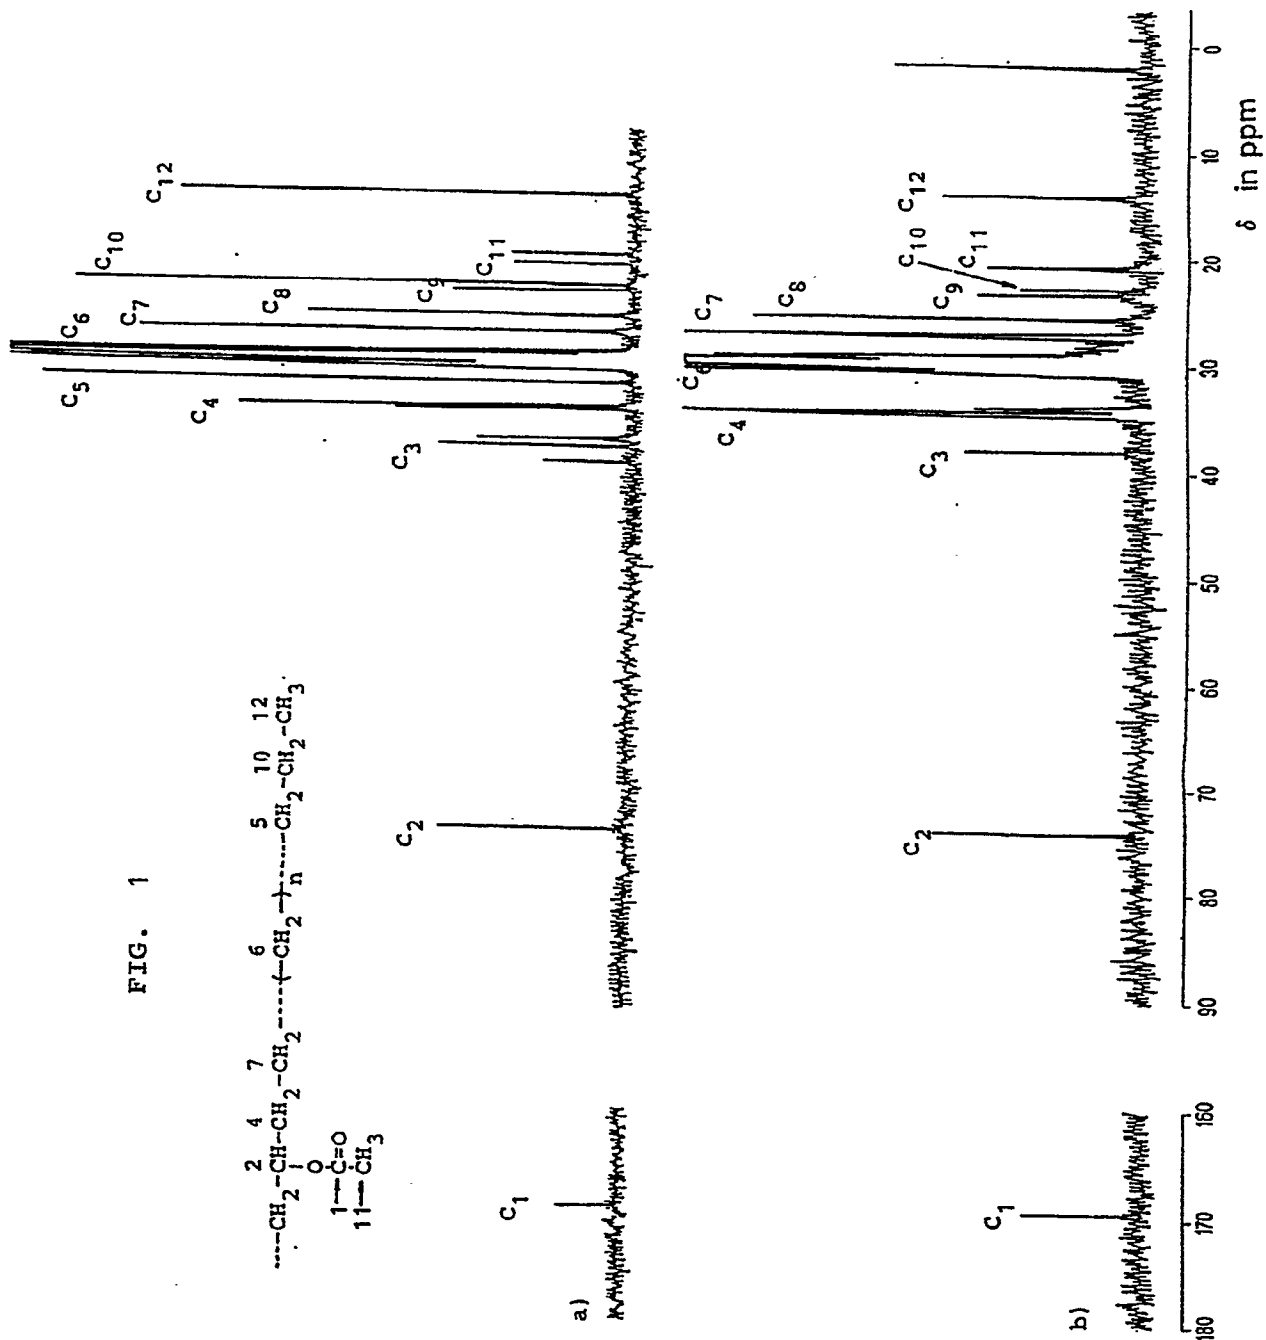 FIG. 1
2 4 7 6 5 10 12
----CH₂-CH-CH₂-CH₂-----(CH₂-)n-----CH₂-CH₂-CH₃
O
1—C=O
11—CH₃
a)
C₁
C₂
C₃
C₄
C₅
C₆
C₇
C₈
C₉
C₁₀
C₁₁
C₁₂
b)
C₁
C₂
C₃
C₄
C₆
C₇
C₈
C₉
C₁₀
C₁₁
C₁₂
180 170 160 90 80 70 60 50 40 30 20 10 0
δ in ppm